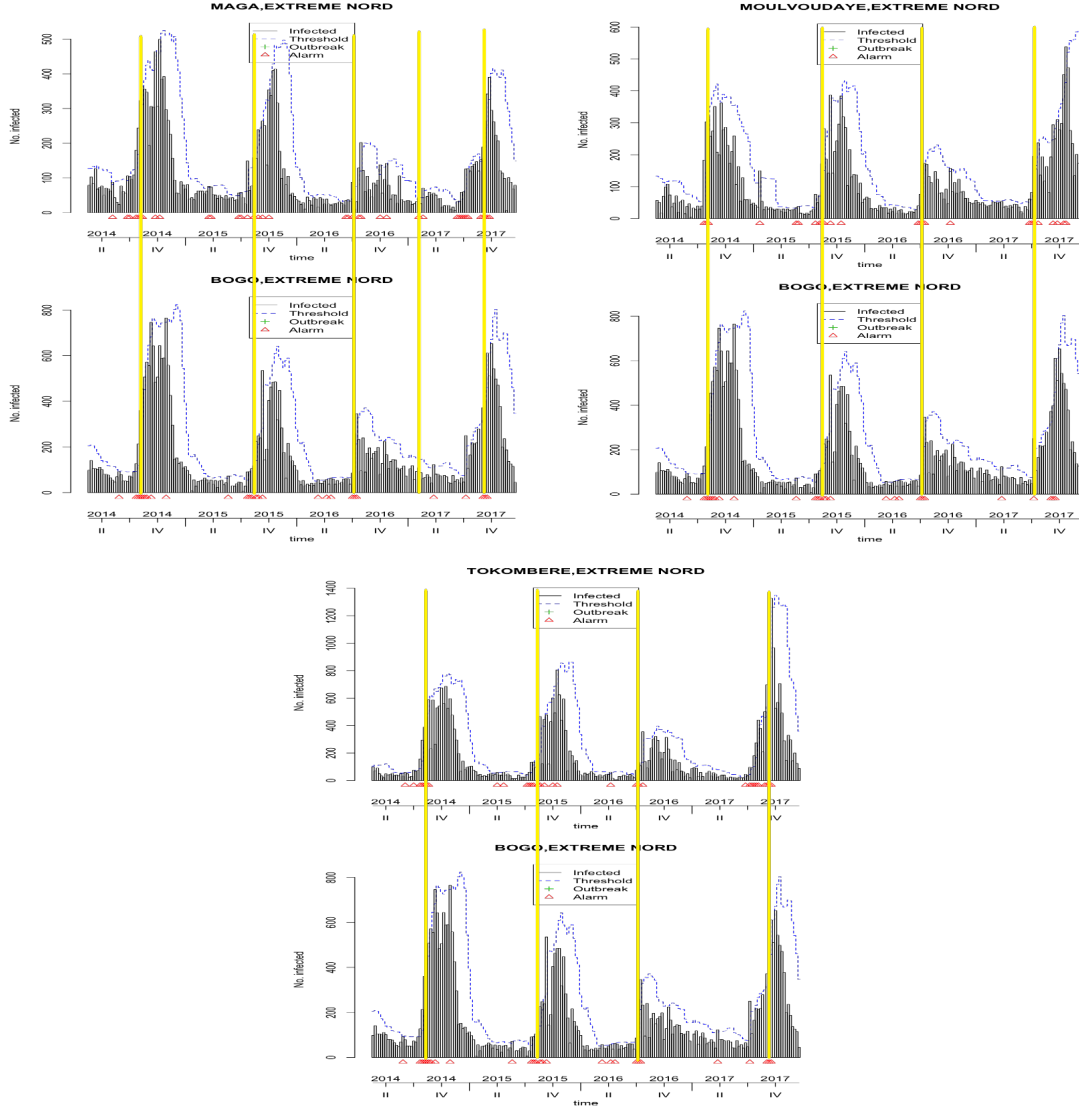 MAGA,EXTREME NORD
Infected
Threshold
Outbreak
Alarm
No. infected
0 100 200 300 400 500
2014 2014 2015 2015 2016 2016 2017 2017
II IV II IV II IV II IV
time
MOULVOUDAYE,EXTREME NORD
Infected
Threshold
Outbreak
Alarm
No. infected
0 100 200 300 400 500 600
2014 2014 2015 2015 2016 2016 2017 2017
II IV II IV II IV II IV
time
BOGO,EXTREME NORD
Infected
Threshold
Outbreak
Alarm
No. infected
0 200 400 600 800
2014 2014 2015 2015 2016 2016 2017 2017
II IV II IV II IV II IV
time
BOGO,EXTREME NORD
Infected
Threshold
Outbreak
Alarm
No. infected
0 200 400 600 800
2014 2014 2015 2015 2016 2016 2017 2017
II IV II IV II IV II IV
time
TOKOMBERE,EXTREME NORD
Infected
Threshold
Outbreak
Alarm
No. infected
0 200 400 600 800 1000 1200 1400
2014 2014 2015 2015 2016 2016 2017 2017
II IV II IV II IV II IV
time
BOGO,EXTREME NORD
Infected
Threshold
Outbreak
Alarm
No. infected
0 200 400 600 800
2014 2014 2015 2015 2016 2016 2017 2017
II IV II IV II IV II IV
time